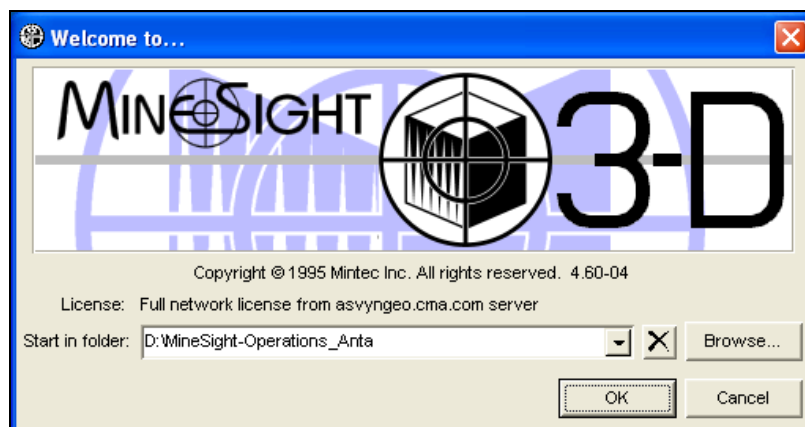 Welcome to...
MINESIGHT 3-D
Copyright © 1995 Mintec Inc. All rights reserved. 4.60-04
License: Full network license from asvyngeo.cma.com server
Start in folder: D:\MineSight-Operations_Anta Browse...
OK Cancel